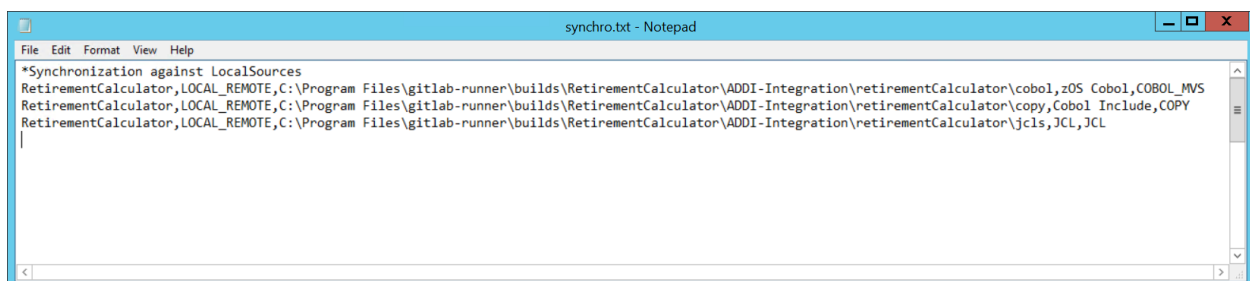 synchro.txt - Notepad
File Edit Format View Help
*Synchronization against LocalSources
RetirementCalculator,LOCAL_REMOTE,C:\Program Files\gitlab-runner\builds\RetirementCalculator\ADDI-Integration\retirementCalculator\cobol,zOS Cobol,COBOL_MVS
RetirementCalculator,LOCAL_REMOTE,C:\Program Files\gitlab-runner\builds\RetirementCalculator\ADDI-Integration\retirementCalculator\copy,Cobol Include,COPY
RetirementCalculator,LOCAL_REMOTE,C:\Program Files\gitlab-runner\builds\RetirementCalculator\ADDI-Integration\retirementCalculator\jcls,JCL,JCL